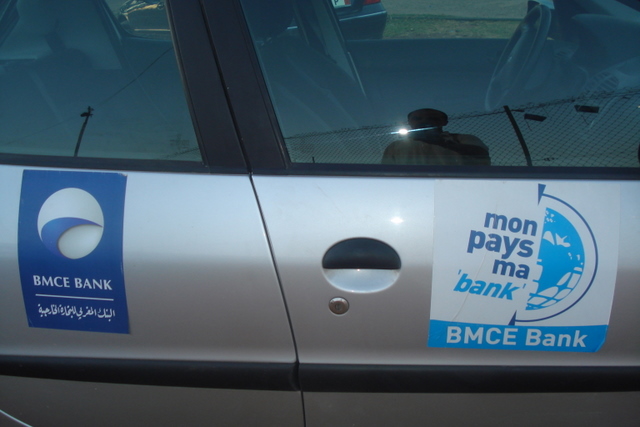 BMCE BANK
البنك المغربي للتجارة الخارجية
mon
pays
ma
'bank'
BMCE Bank